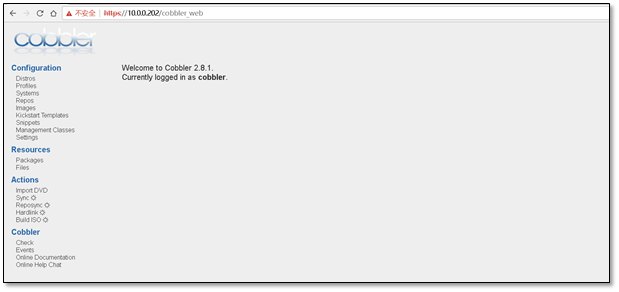 不安全 https://10.0.0.202/cobbler_web
cobbler
Configuration
Distros
Profiles
Systems
Repos
Images
Kickstart Templates
Snippets
Management Classes
Settings
Resources
Packages
Files
Actions
Import DVD
Sync
Reposync
Hardlink
Build ISO
Cobbler
Check
Events
Online Documentation
Online Help Chat
Welcome to Cobbler 2.8.1.
Currently logged in as cobbler.